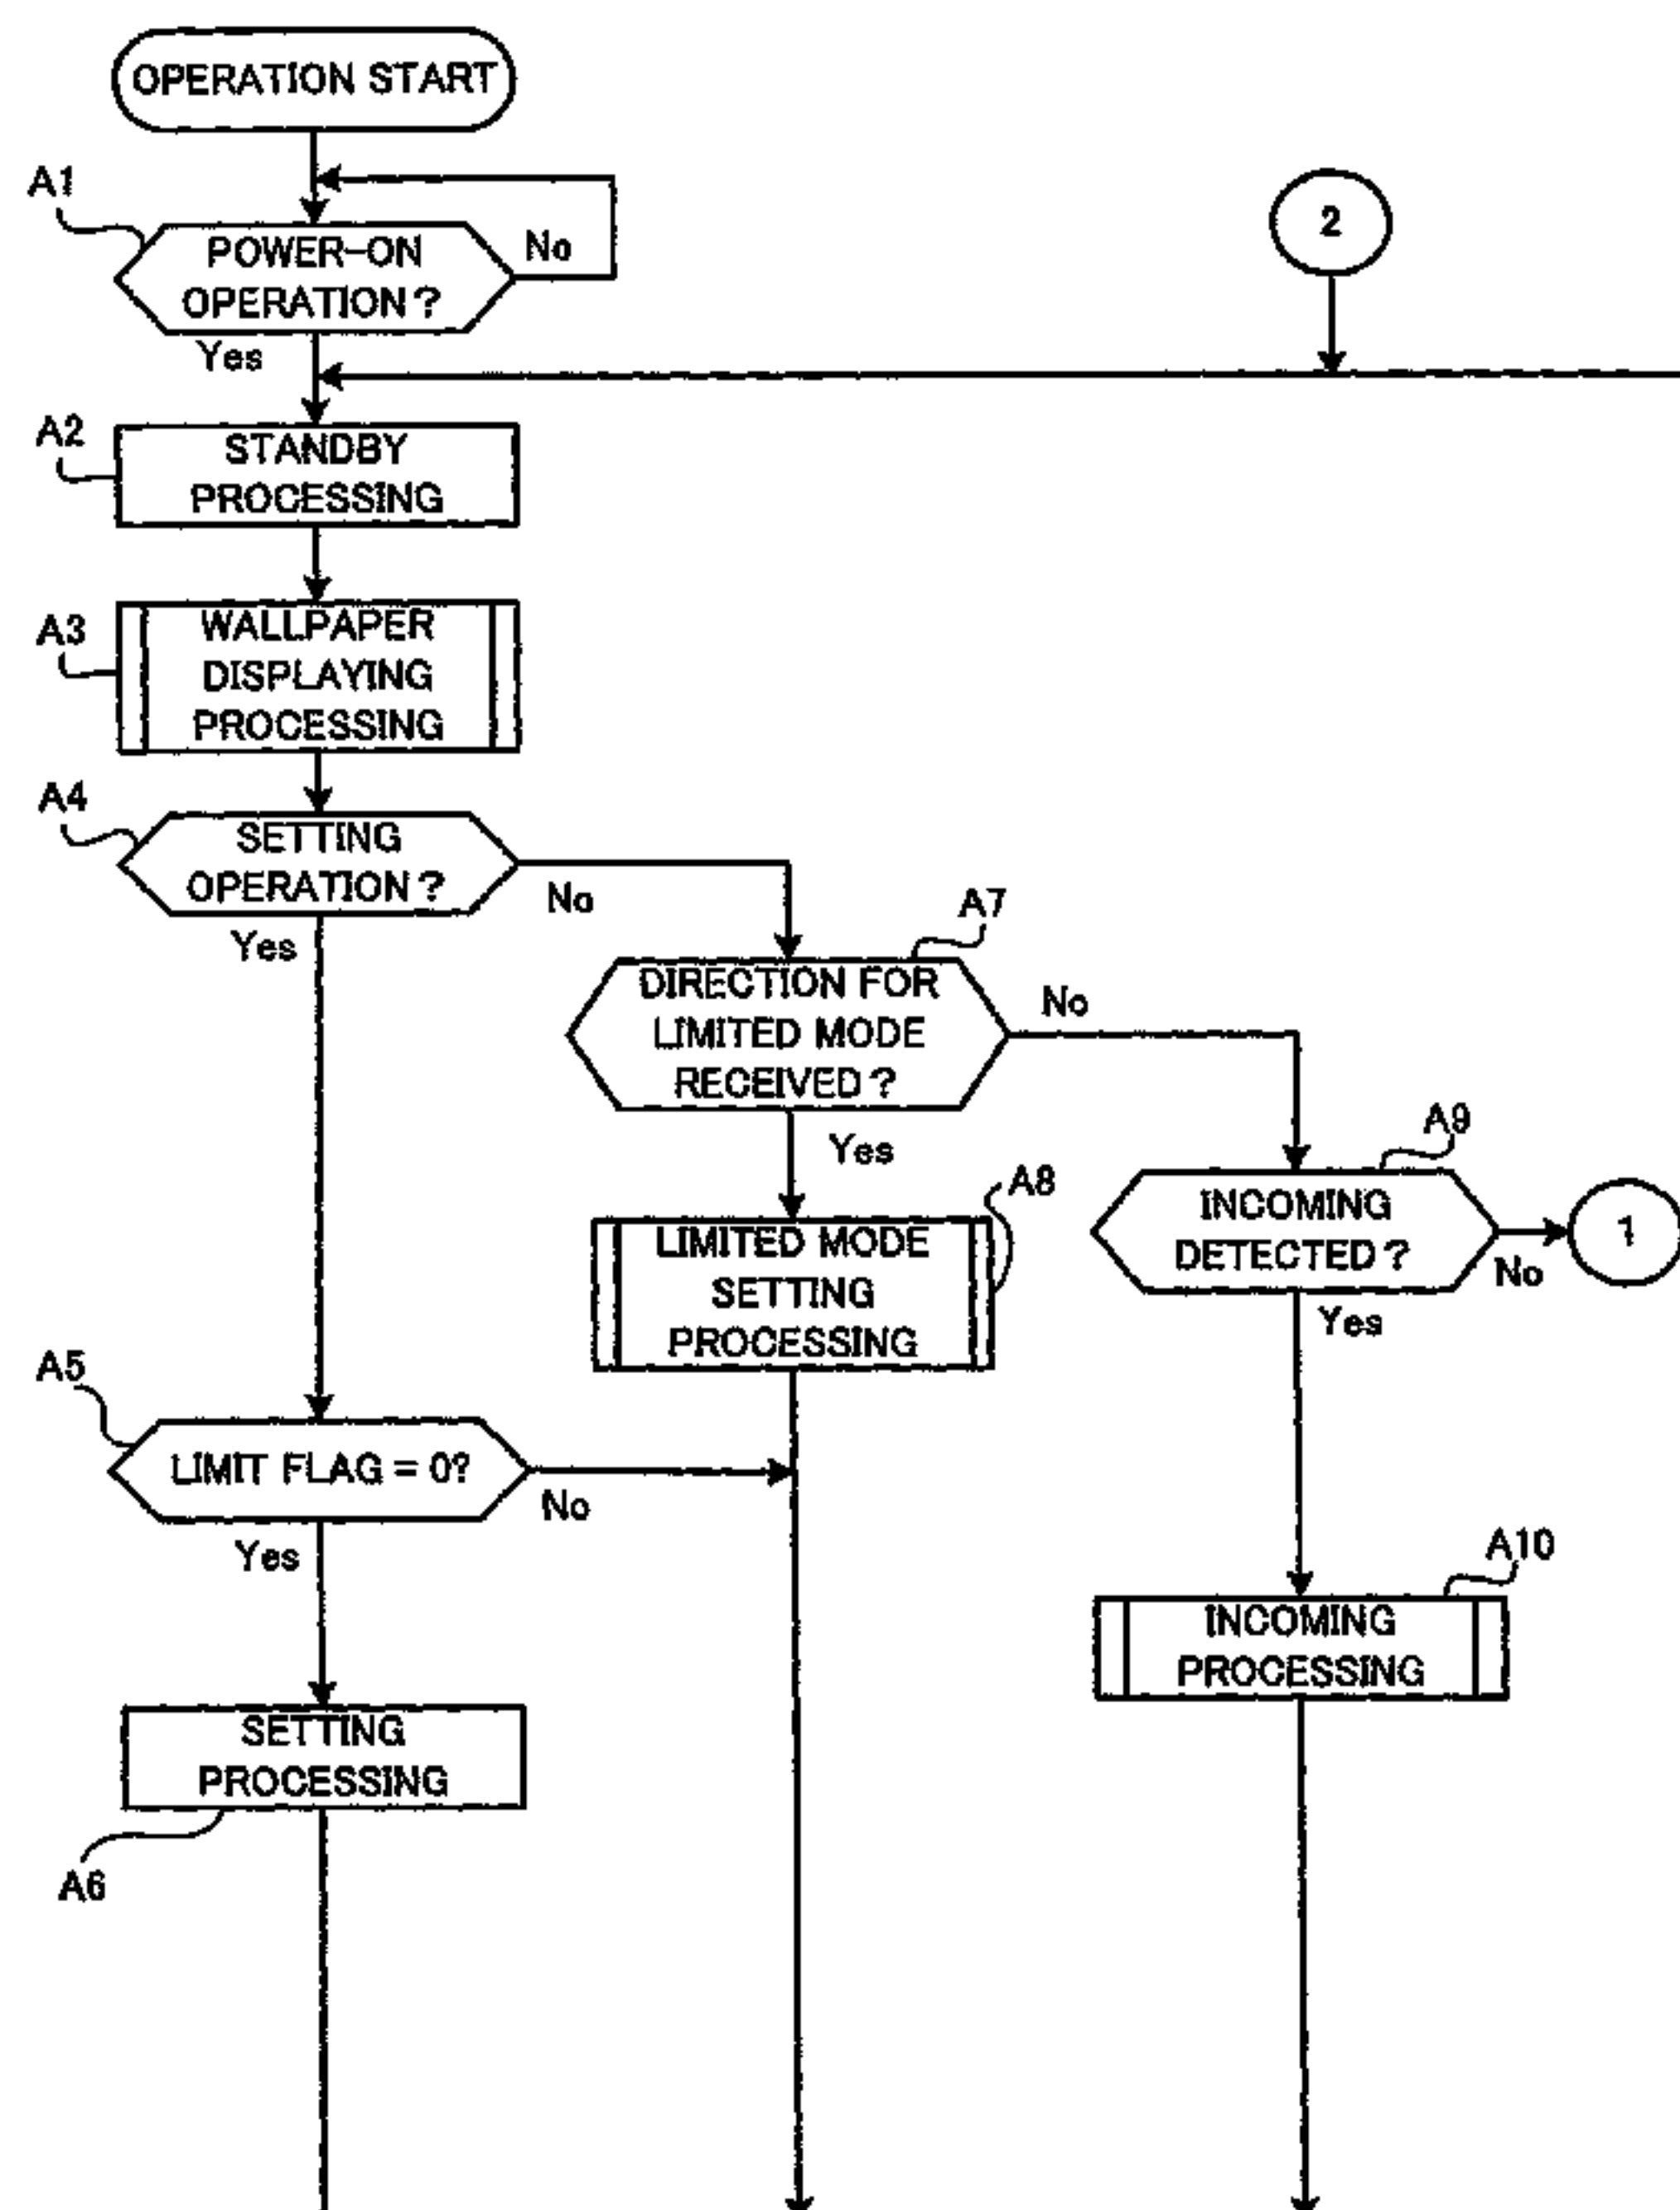 OPERATION START
A1
POWER-ON
OPERATION?
No
Yes
2
A2
STANDBY
PROCESSING
A3
WALLPAPER
DISPLAYING
PROCESSING
A4
SETTING
OPERATION?
No
Yes
A7
DIRECTION FOR
LIMITED MODE
RECEIVED?
No
Yes
A8
LIMITED MODE
SETTING
PROCESSING
A9
INCOMING
DETECTED?
No
1
Yes
A5
LIMIT FLAG = 0?
No
Yes
A10
INCOMING
PROCESSING
SETTING
PROCESSING
A6